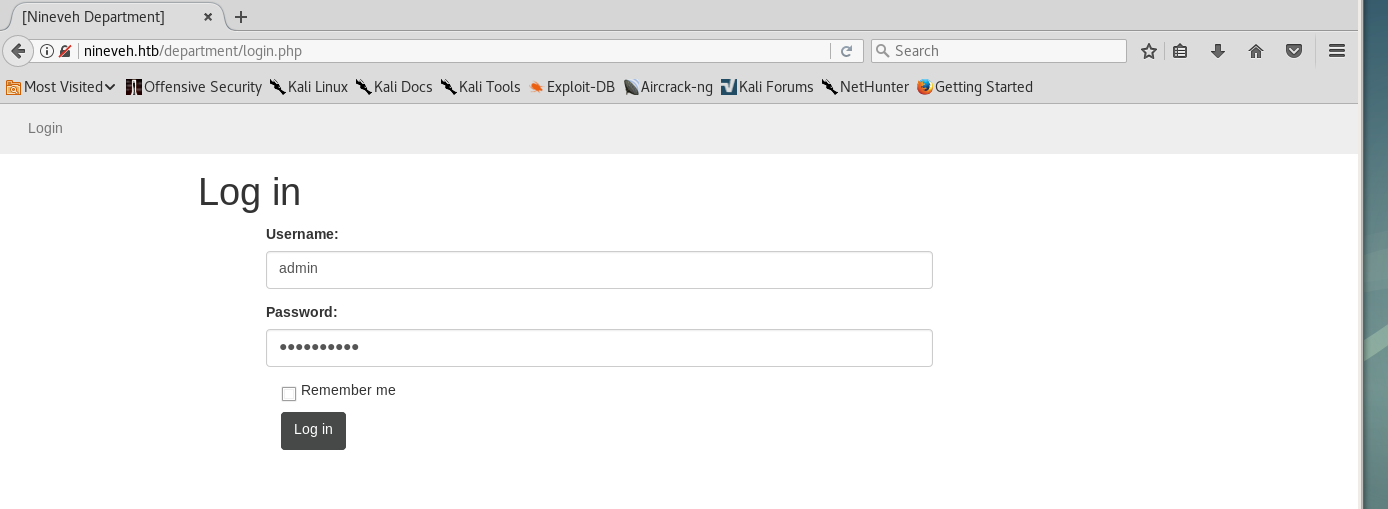 [Nineveh Department]
nineveh.htb/department/login.php
Search
Most Visited
Offensive Security
Kali Linux
Kali Docs
Kali Tools
Exploit-DB
Aircrack-ng
Kali Forums
NetHunter
Getting Started
Login
Log in
Username:
admin
Password:
●●●●●●●●●●
Remember me
Log in